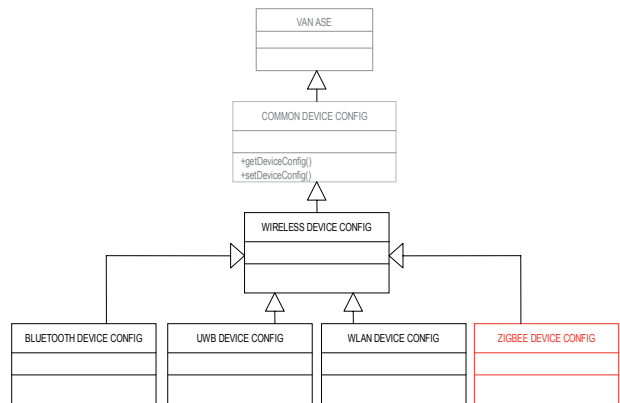 VAN ASE
COMMON DEVICE CONFIG
+getDeviceConfig()
+setDeviceConfig()
WIRELESS DEVICE CONFIG
BLUETOOTH DEVICE CONFIG
UWB DEVICE CONFIG
WLAN DEVICE CONFIG
ZIGBEE DEVICE CONFIG